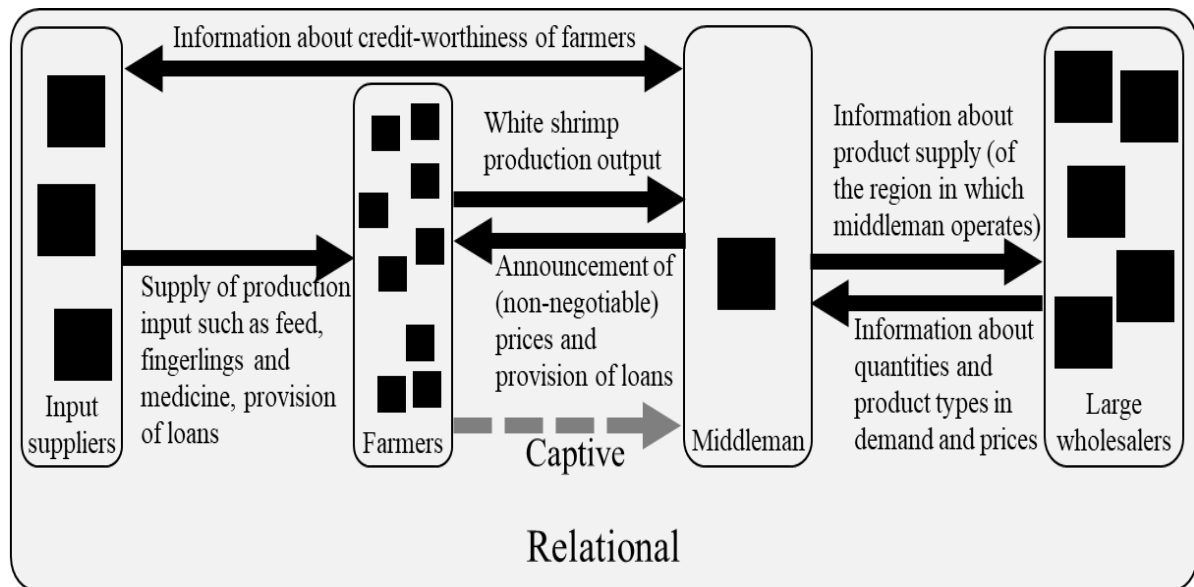 Information about credit-worthiness of farmers
White shrimp
production output
Information about
product supply (of
the region in which
middleman operates)
Supply of production
input such as feed,
fingerlings and
medicine, provision
of loans
Announcement of
(non-negotiable)
prices and
provision of loans
Information about
quantities and
product types in
demand and prices
Input
suppliers
Farmers
Captive
Middleman
Large
wholesalers
Relational